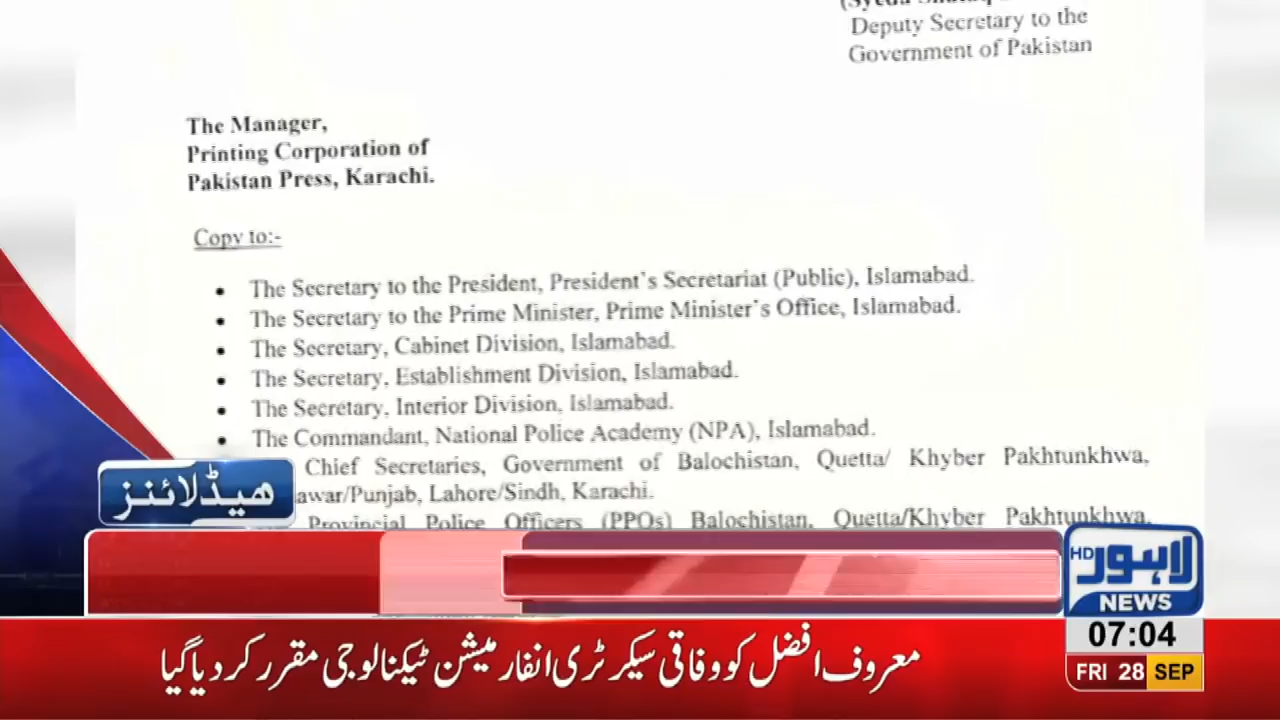 Deputy Secretary to the
Government of Pakistan
The Manager,
Printing Corporation of
Pakistan Press, Karachi.
Copy to:-
• The Secretary to the President, President's Secretariat (Public), Islamabad.
• The Secretary to the Prime Minister, Prime Minister's Office, Islamabad.
• The Secretary, Cabinet Division, Islamabad.
• The Secretary, Establishment Division, Islamabad.
• The Secretary, Interior Division, Islamabad.
• The Commandant, National Police Academy (NPA), Islamabad.
Chief Secretaries, Government of Balochistan, Quetta/ Khyber Pakhtunkhwa,
awar/Punjab, Lahore/Sindh, Karachi.
Provincial Police Officers (PPOs) Balochistan, Quetta/Khyber Pakhtunkhwa,
ہیڈلائنز
HD لاہور
NEWS
07:04
FRI 28 SEP
معروف افضل کو وفاقی سیکرٹری انفارمیشن ٹیکنالوجی مقرر کر دیا گیا